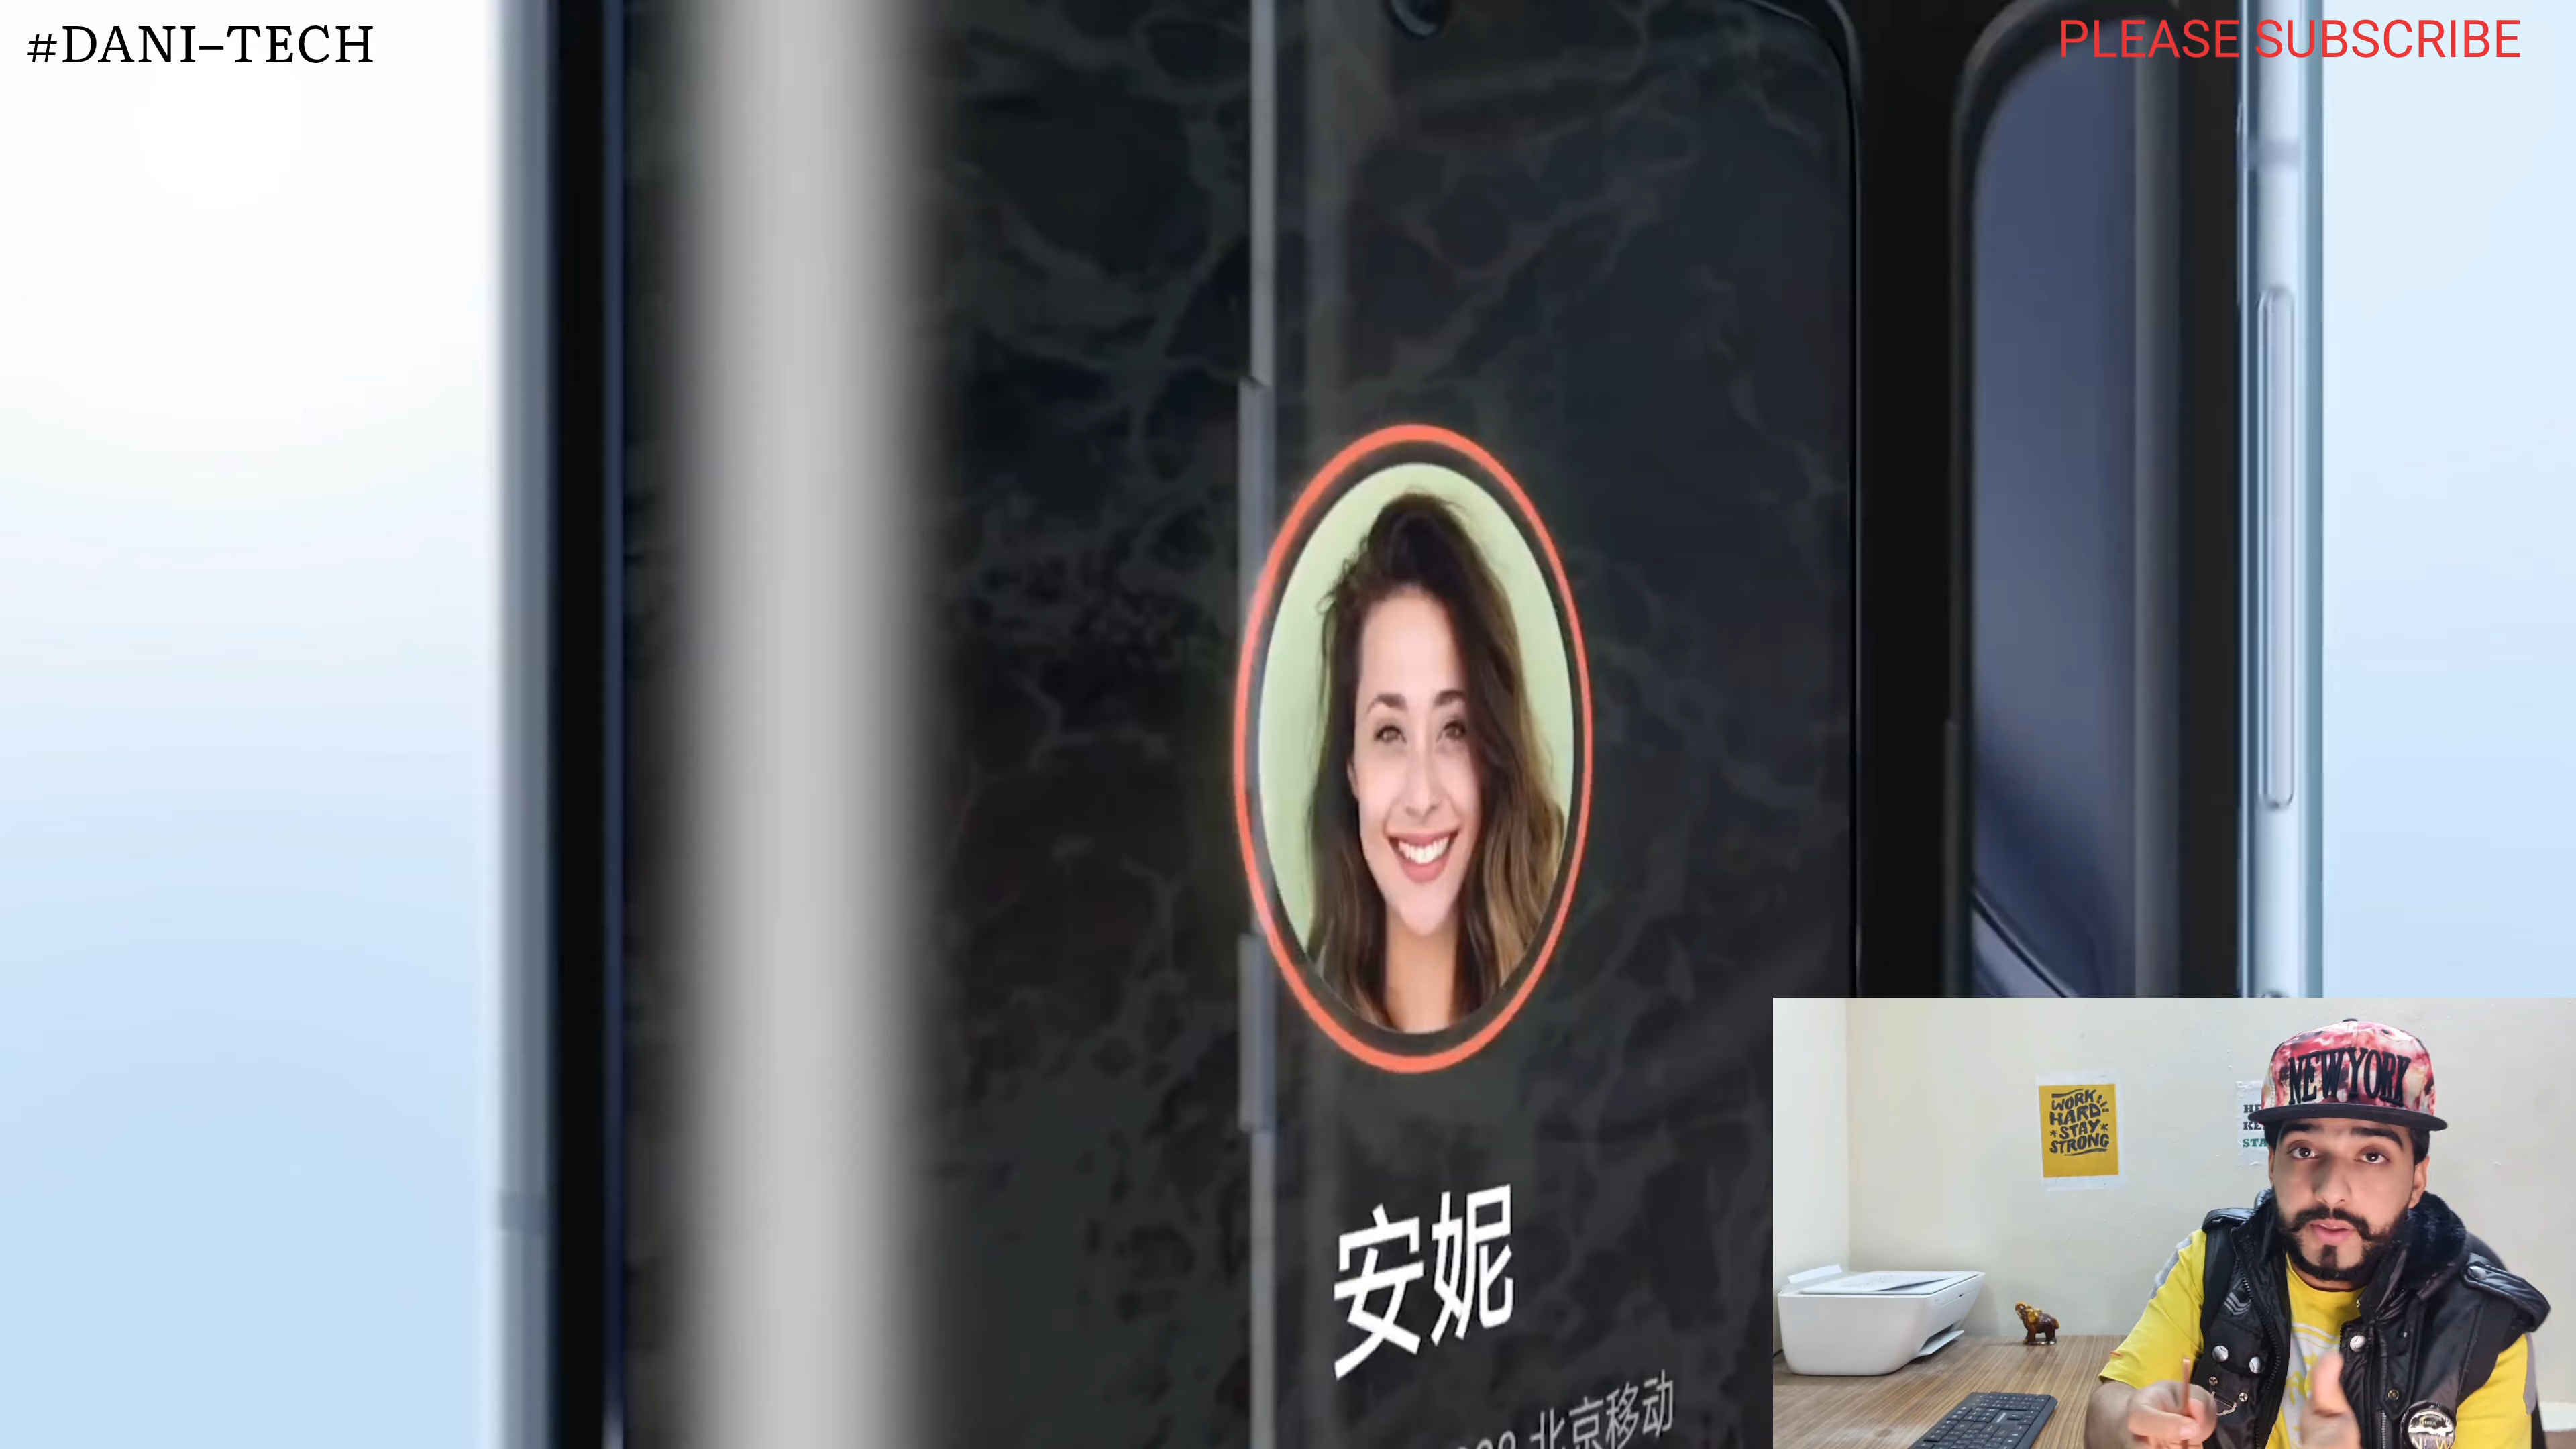 #DANI-TECH
PLEASE SUBSCRIBE
安妮
北京移动
NEW YORK
WORK
HARD
STAY
STRONG